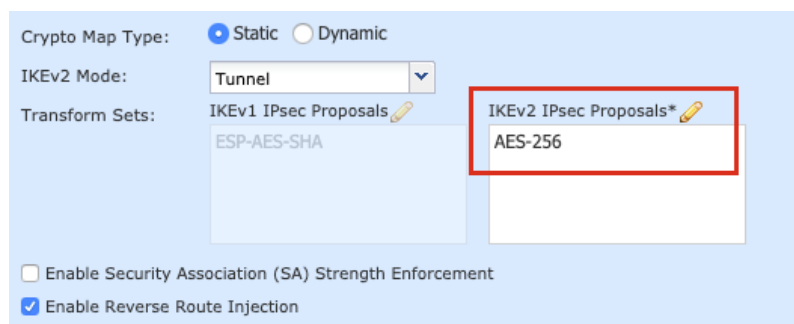 Crypto Map Type: Static Dynamic
IKEv2 Mode: Tunnel
Transform Sets: IKEv1 IPsec Proposals IKEv2 IPsec Proposals*
ESP-AES-SHA AES-256
Enable Security Association (SA) Strength Enforcement
Enable Reverse Route Injection